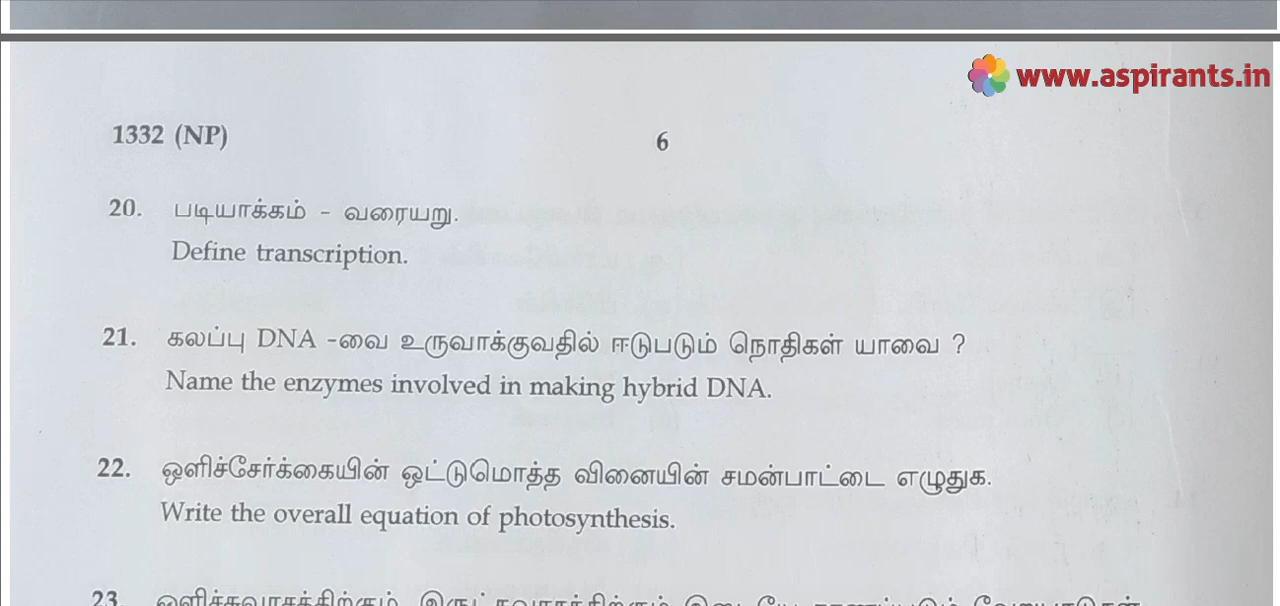 www.aspirants.in
1332 (NP)
6
20. படியாக்கம் - வரையறு.
Define transcription.
21. கலப்பு DNA -வை உருவாக்குவதில் ஈடுபடும் நொதிகள் யாவை ?
Name the enzymes involved in making hybrid DNA.
22. ஒளிச்சேர்க்கையின் ஒட்டுமொத்த வினையின் சமன்பாட்டை எழுதுக.
Write the overall equation of photosynthesis.
23.